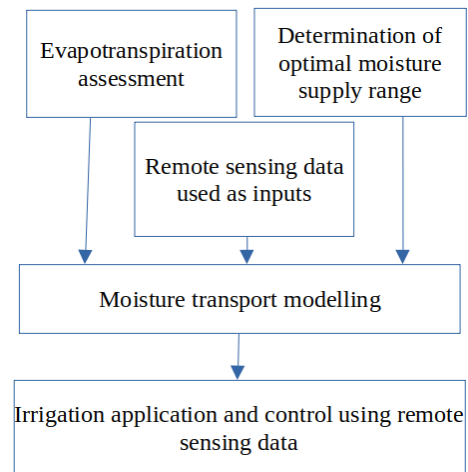 Evapotranspiration
assessment
Determination of
optimal moisture
supply range
Remote sensing data
used as inputs
Moisture transport modelling
Irrigation application and control using remote
sensing data